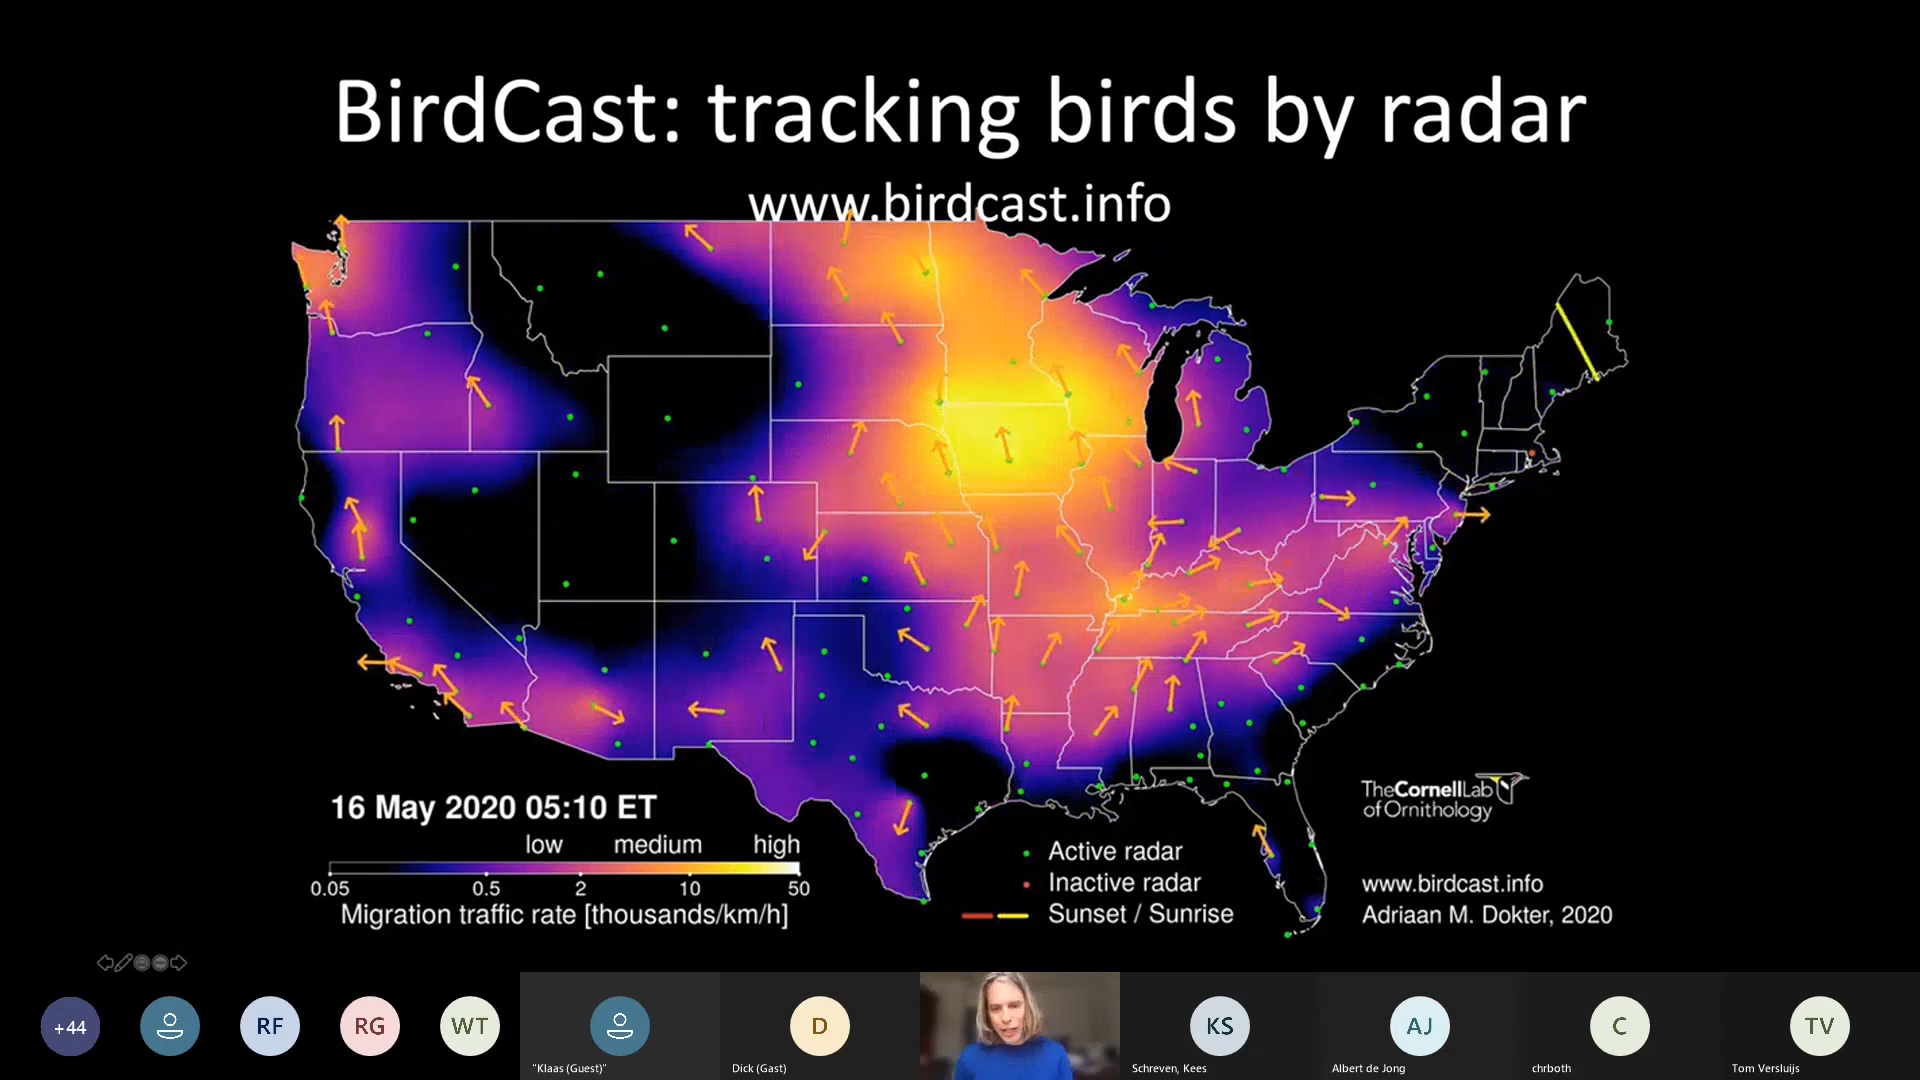 BirdCast: tracking birds by radar
www.birdcast.info
16 May 2020 05:10 ET
low medium high
0.05 0.5 2 10 50
Migration traffic rate [thousands/km/h]
Active radar
Inactive radar
Sunset / Sunrise
TheCornellLab
of Ornithology
www.birdcast.info
Adriaan M. Dokter, 2020
+44 RF RG WT D KS AJ C TV
"Klaas (Guest)" Dick (Gast) Schreven, Kees Albert de Jong chrboth Tom Versluijs